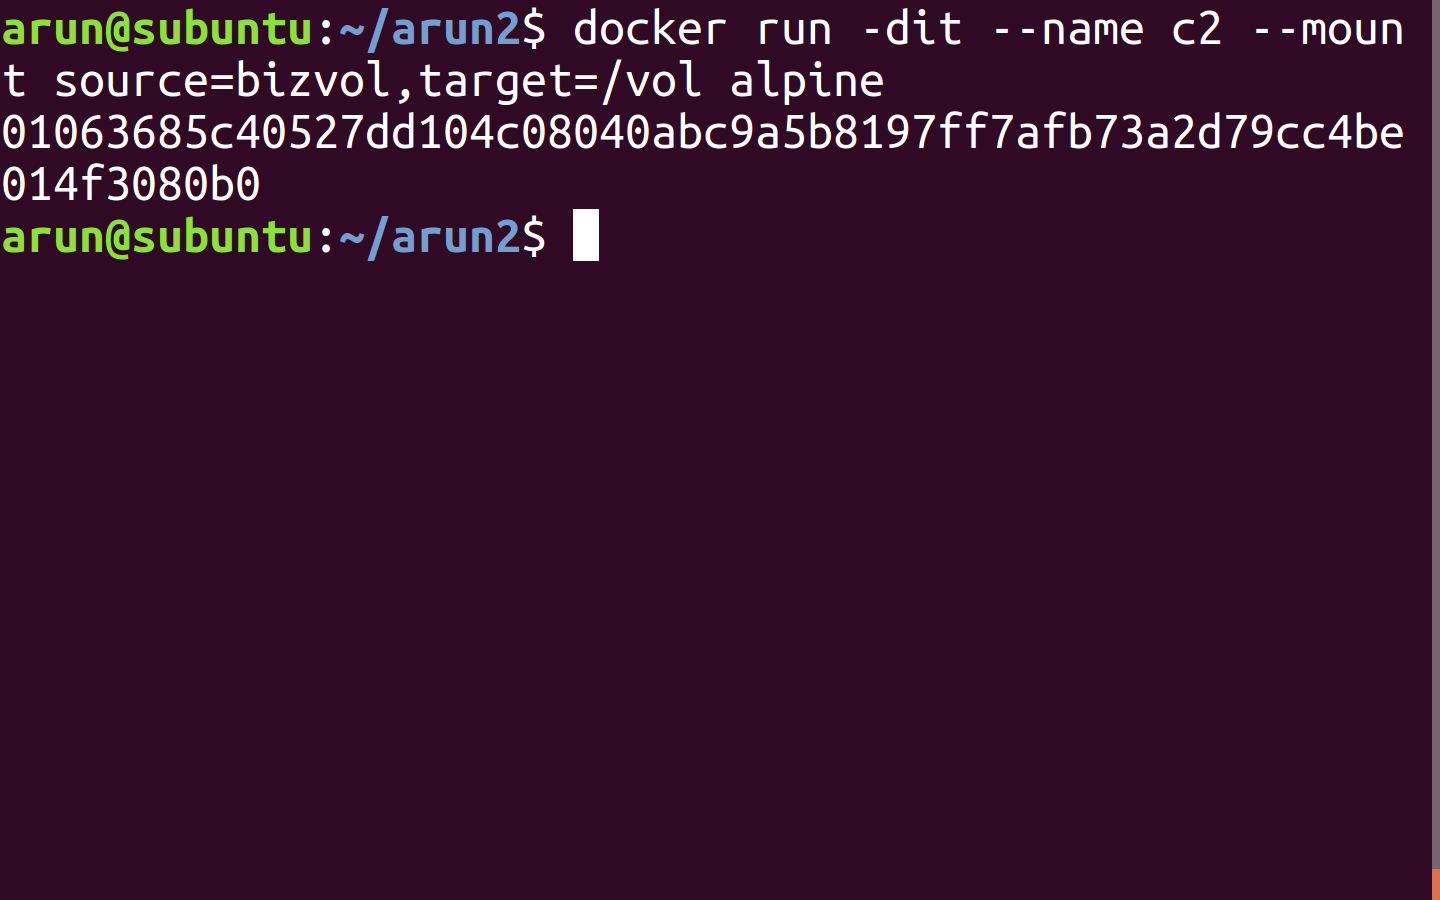 arun@subuntu:~/arun2$ docker run -dit --name c2 --moun
t source=bizvol,target=/vol alpine
01063685c40527dd104c08040abc9a5b8197ff7afb73a2d79cc4be
014f3080b0
arun@subuntu:~/arun2$